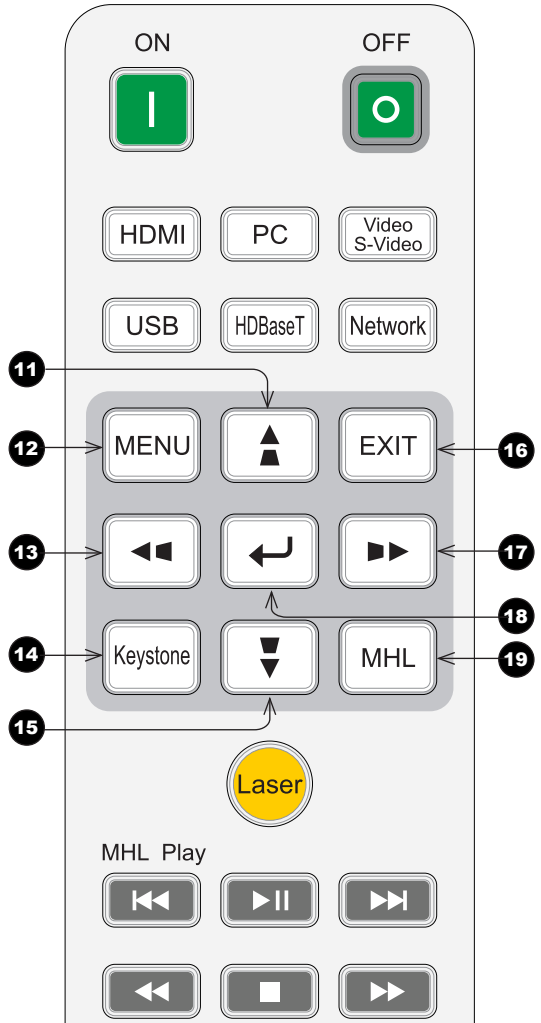 ON OFF
HDMI PC Video
S-Video
USB HDBaseT Network
11
12 MENU EXIT 16
13 17
18
14 Keystone MHL 19
15
Laser
MHL Play